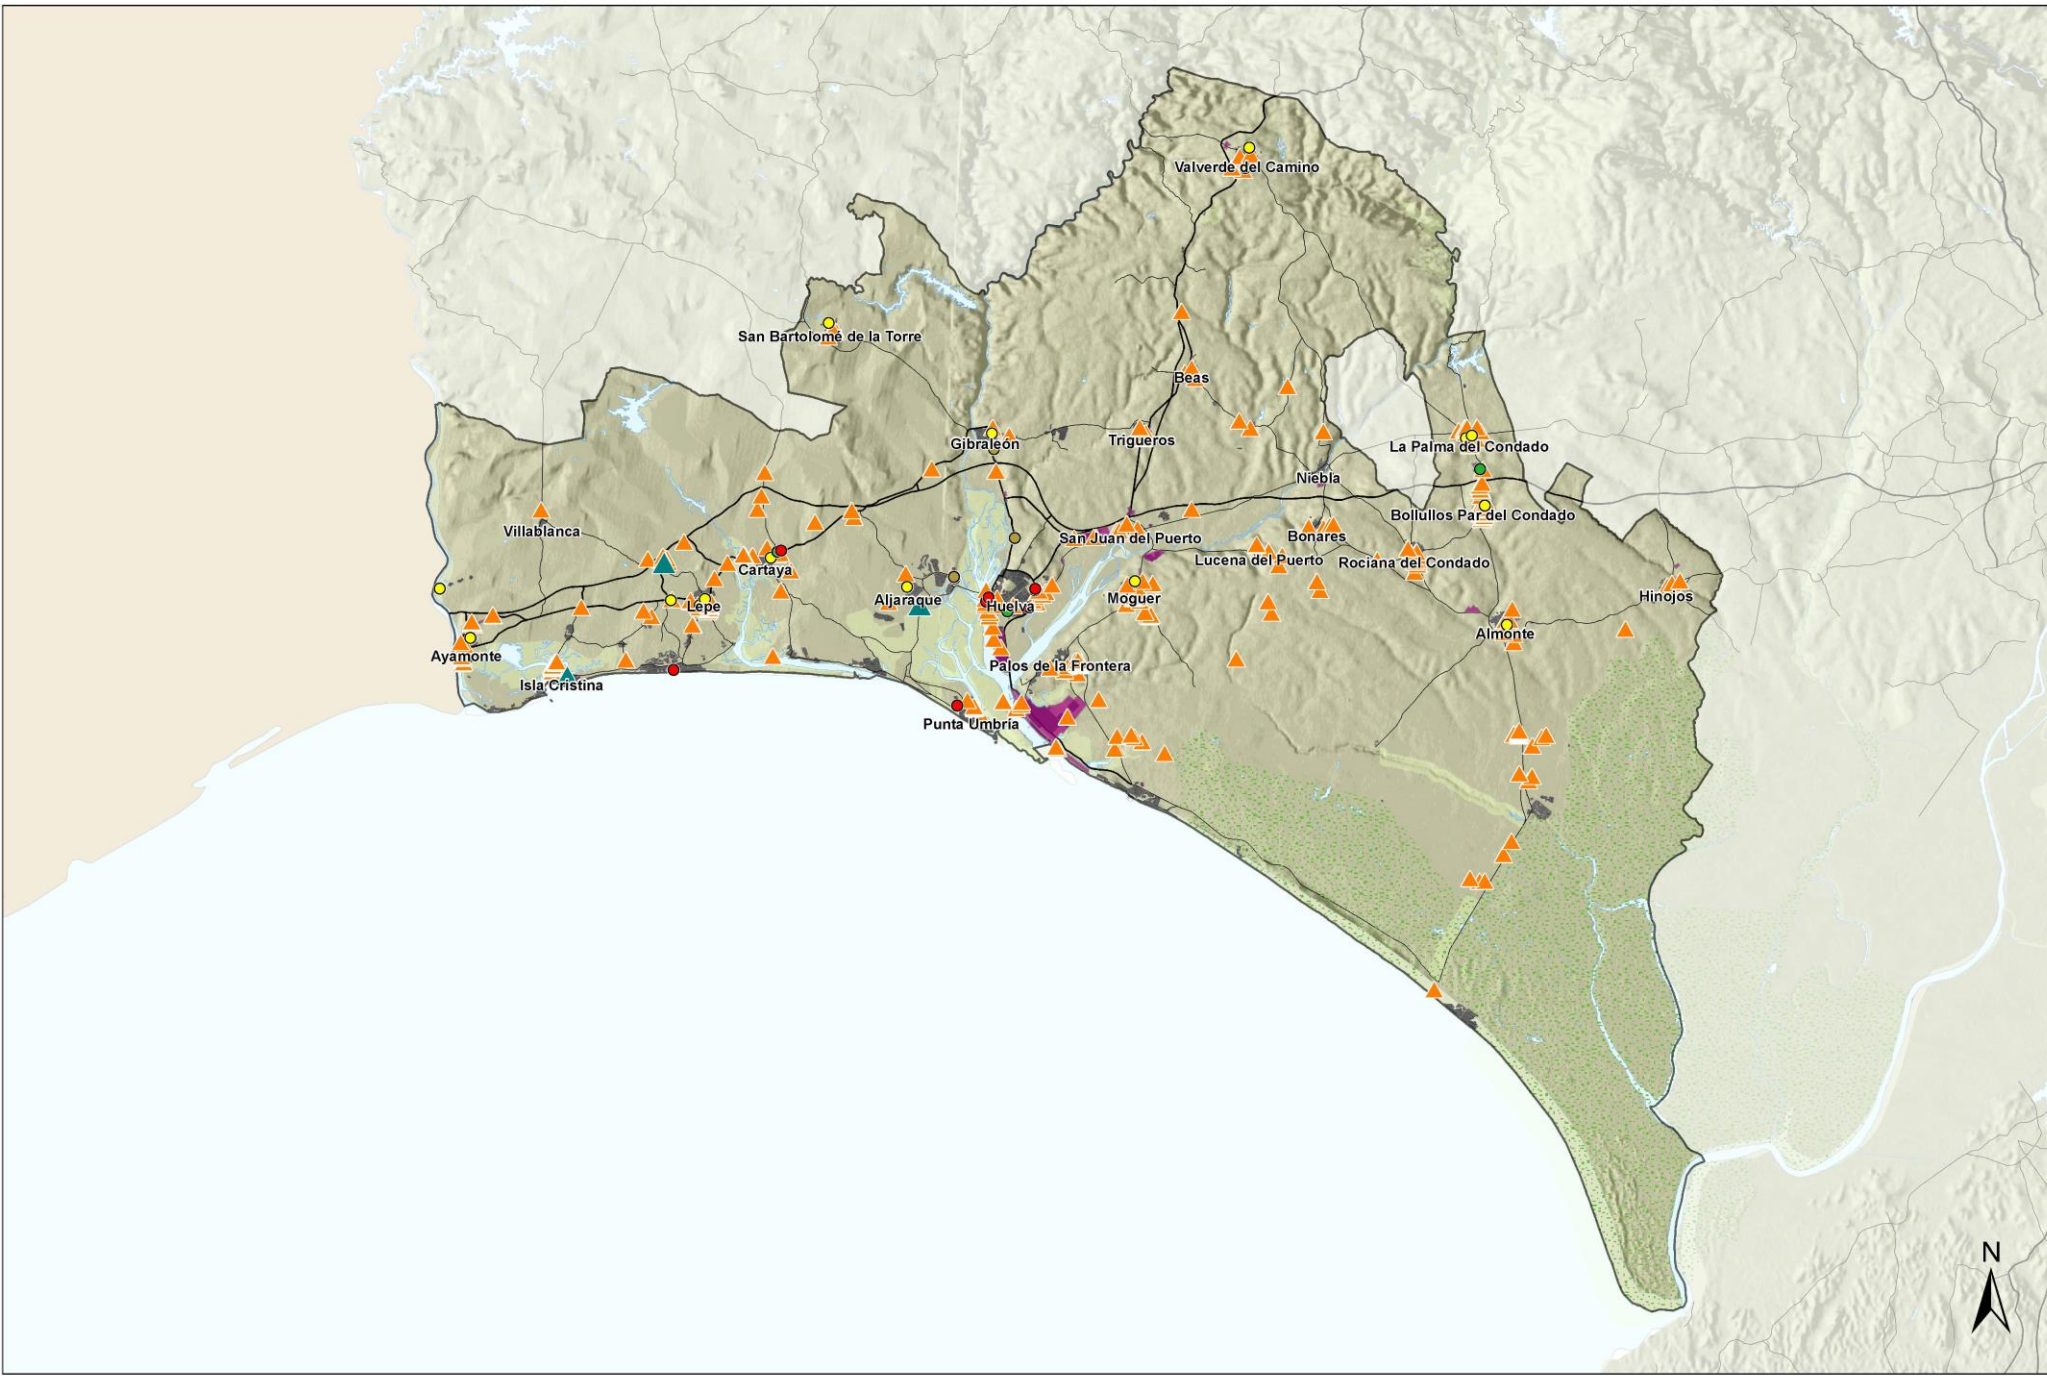 Valverde del Camino
San Bartolomé de la Torre
Beas
Gibraleón
Trigueros
La Palma del Condado
Niebla
Villablanca
Bollullos Par del Condado
San Juan del Puerto
Bonares
Lucena del Puerto
Rociana del Condado
Cartaya
Aljaraque
Huelva
Moguer
Hinojos
Lepe
Almonte
Ayamonte
Palos de la Frontera
Isla Cristina
Punta Umbría
N